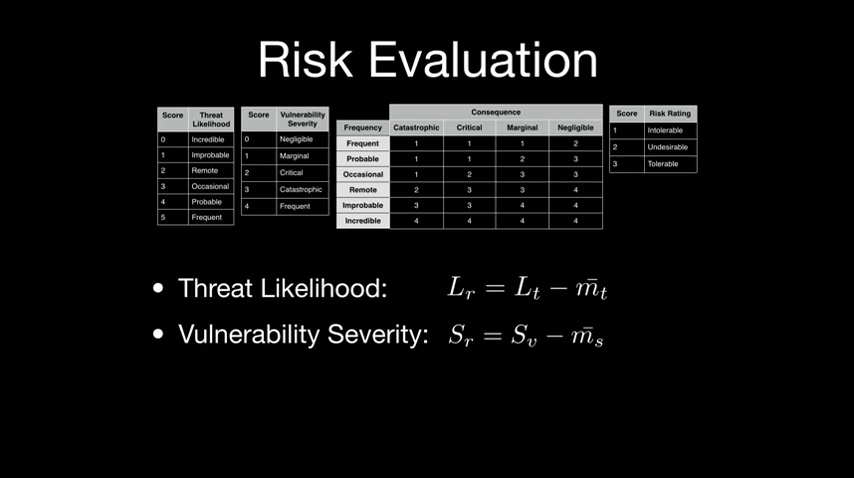 Risk Evaluation
Score Threat Likelihood
0 Incredible
1 Improbable
2 Remote
3 Occasional
4 Probable
5 Frequent
Score Vulnerability Severity
0 Negligible
1 Marginal
2 Critical
3 Catastrophic
4 Frequent
Consequence
Frequency Catastrophic Critical Marginal Negligible
Frequent 1 1 1 2
Probable 1 1 2 3
Occasional 1 2 3 3
Remote 2 3 3 4
Improbable 3 3 4 4
Incredible 4 4 4 4
Score Risk Rating
1 Intolerable
2 Undesirable
3 Tolerable
• Threat Likelihood: L_r = L_t − m̄_t
• Vulnerability Severity: S_r = S_v − m̄_s